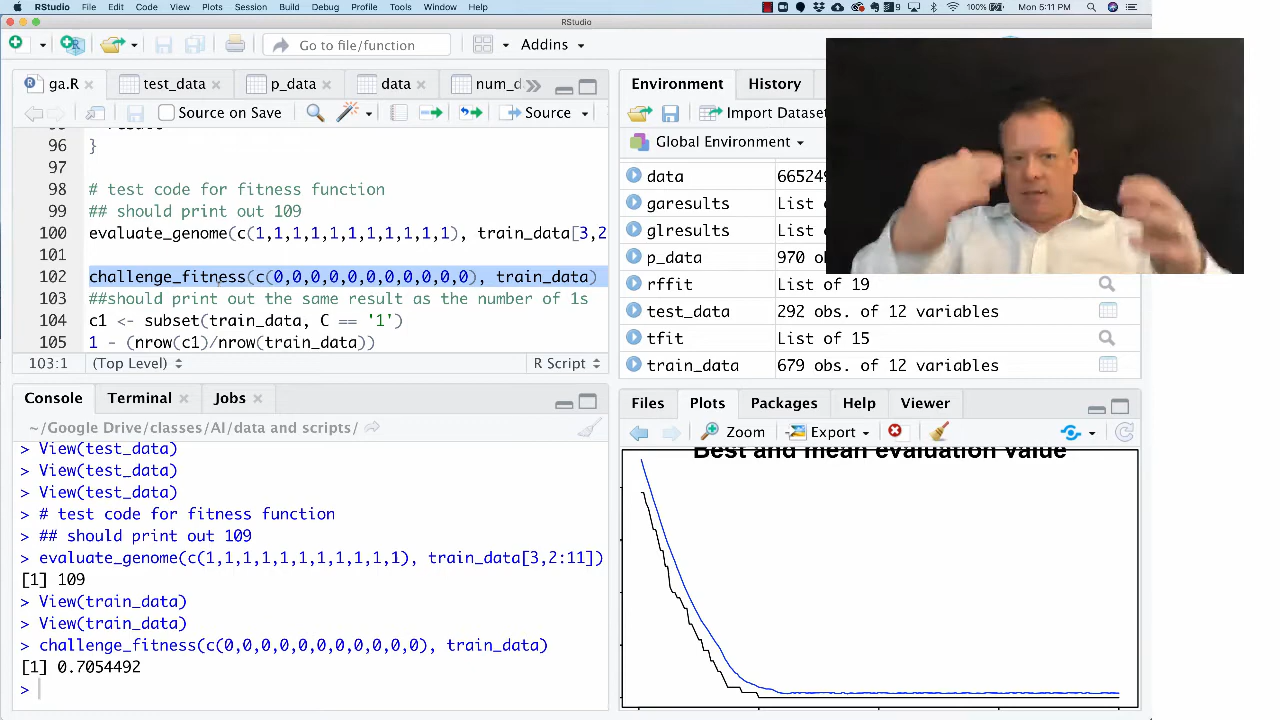 RStudio File Edit Code View Plots Session Build Debug Profile Tools Window Help 9 100% Mon 5:11 PM
RStudio
Go to file/function Addins
ga.R test_data p_data data num_d
Source on Save Source
96 }
97
98 # test code for fitness function
99 ## should print out 109
100 evaluate_genome(c(1,1,1,1,1,1,1,1,1,1,1), train_data[3,2
101
102 challenge_fitness(c(0,0,0,0,0,0,0,0,0,0,0), train_data)
103 ##should print out the same result as the number of 1s
104 c1 <- subset(train_data, C == '1')
105 1 - (nrow(c1)/nrow(train_data))
103:1 (Top Level) R Script
Console Terminal Jobs
~/Google Drive/classes/AI/data and scripts/
> View(test_data)
> View(test_data)
> View(test_data)
> # test code for fitness function
> ## should print out 109
> evaluate_genome(c(1,1,1,1,1,1,1,1,1,1,1), train_data[3,2:11])
[1] 109
> View(train_data)
> View(train_data)
> challenge_fitness(c(0,0,0,0,0,0,0,0,0,0,0), train_data)
[1] 0.7054492
>
Environment History
Import Dataset
Global Environment
data 665249
garesults List of
glresults List of
p_data 970 ob
rffit List of 19
test_data 292 obs. of 12 variables
tfit List of 15
train_data 679 obs. of 12 variables
Files Plots Packages Help Viewer
Zoom Export
Best and mean evaluation value